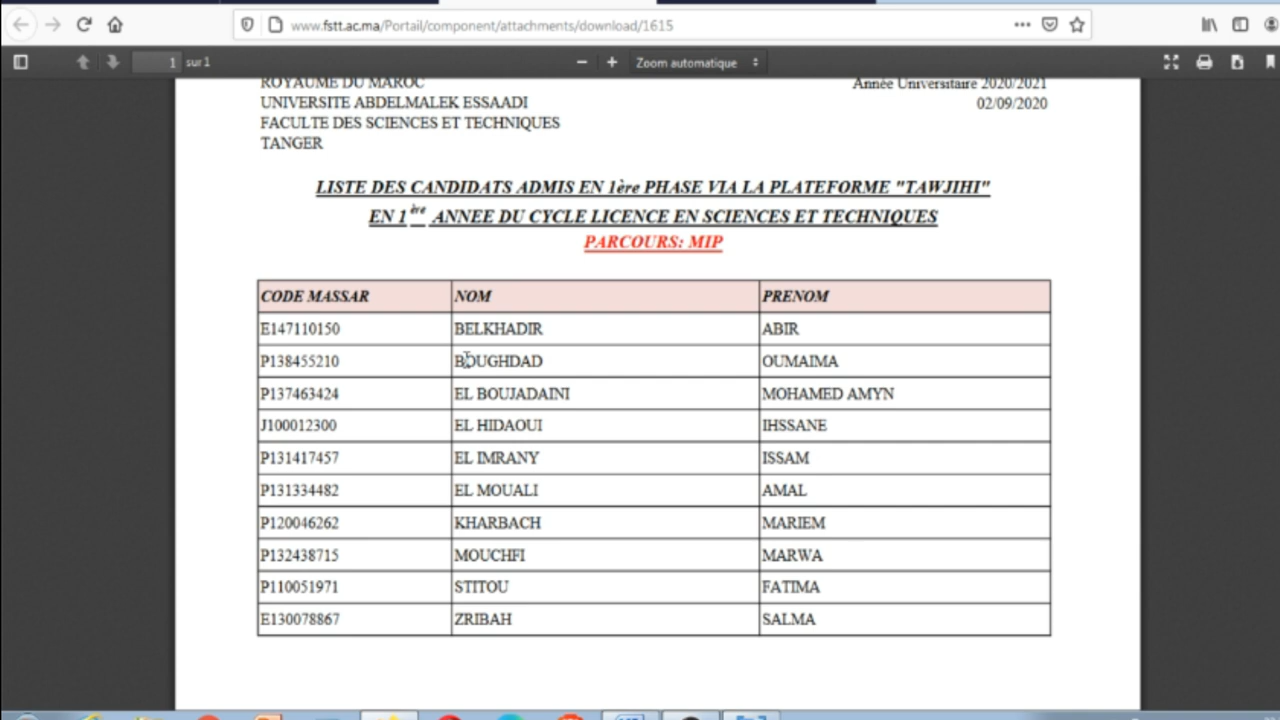 www.fstt.ac.ma/Portail/component/attachments/download/1615
1 sur 1
Zoom automatique
ROYAUME DU MAROC
Année Universitaire 2020/2021
UNIVERSITE ABDELMALEK ESSAADI
02/09/2020
FACULTE DES SCIENCES ET TECHNIQUES
TANGER
LISTE DES CANDIDATS ADMIS EN 1ère PHASE VIA LA PLATEFORME "TAWJIHI"
EN 1ère ANNEE DU CYCLE LICENCE EN SCIENCES ET TECHNIQUES
PARCOURS: MIP
CODE MASSAR NOM PRENOM
E147110150 BELKHADIR ABIR
P138455210 BOUGHDAD OUMAIMA
P137463424 EL BOUJADAINI MOHAMED AMYN
J100012300 EL HIDAOUI IHSSANE
P131417457 EL IMRANY ISSAM
P131334482 EL MOUALI AMAL
P120046262 KHARBACH MARIEM
P132438715 MOUCHFI MARWA
P110051971 STITOU FATIMA
E130078867 ZRIBAH SALMA